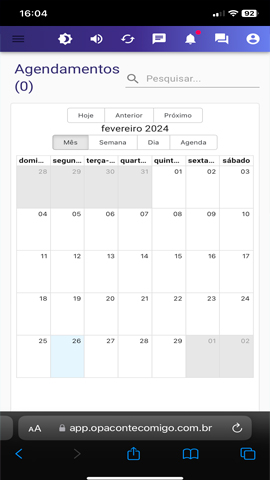 16:04
92
Agendamentos
(0)
Pesquisar...
Hoje Anterior Próximo
fevereiro 2024
Mês Semana Dia Agenda
domi... segun... terça-... quart... quint... sexta... sábado
28 29 30 31 01 02 03
04 05 06 07 08 09 10
11 12 13 14 15 16 17
18 19 20 21 22 23 24
25 26 27 28 29 01 02
AA app.opacontecomigo.com.br